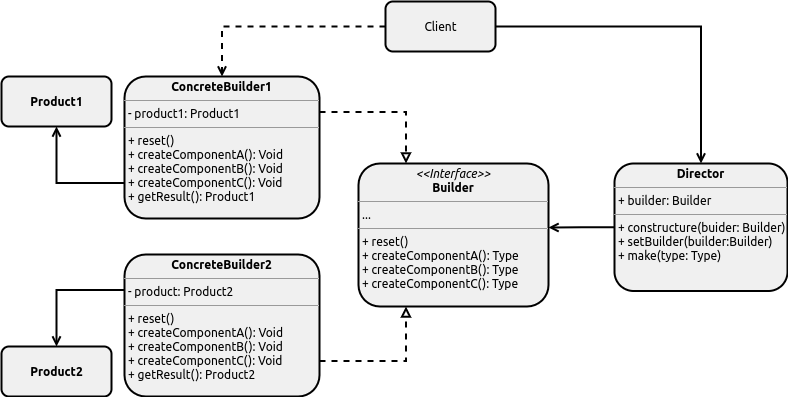 Client
Product1
ConcreteBuilder1
- product1: Product1
+ reset()
+ createComponentA(): Void
+ createComponentB(): Void
+ createComponentC(): Void
+ getResult(): Product1
<<Interface>>
Builder
...
+ reset()
+ createComponentA(): Type
+ createComponentB(): Type
+ createComponentC(): Type
Director
+ builder: Builder
+ constructure(buider: Builder)
+ setBuilder(builder:Builder)
+ make(type: Type)
ConcreteBuilder2
- product: Product2
+ reset()
+ createComponentA(): Void
+ createComponentB(): Void
+ createComponentC(): Void
+ getResult(): Product2
Product2